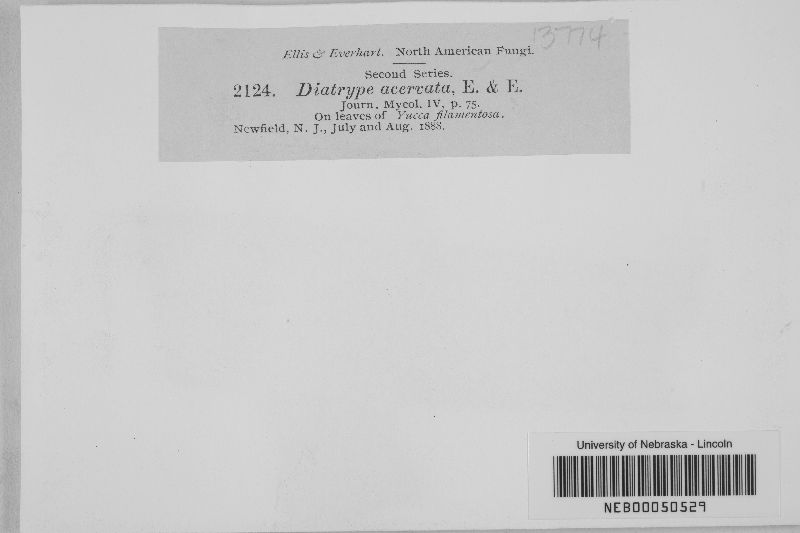 13774
Ellis & Everhart. North American Fungi.
Second Series.
2124. Diatrype acervata, E. & E.
Journ. Mycol. IV, p. 75.
On leaves of Yucca filamentosa.
Newfield, N. J., July and Aug. 1888.
University of Nebraska - Lincoln
NEB00050529